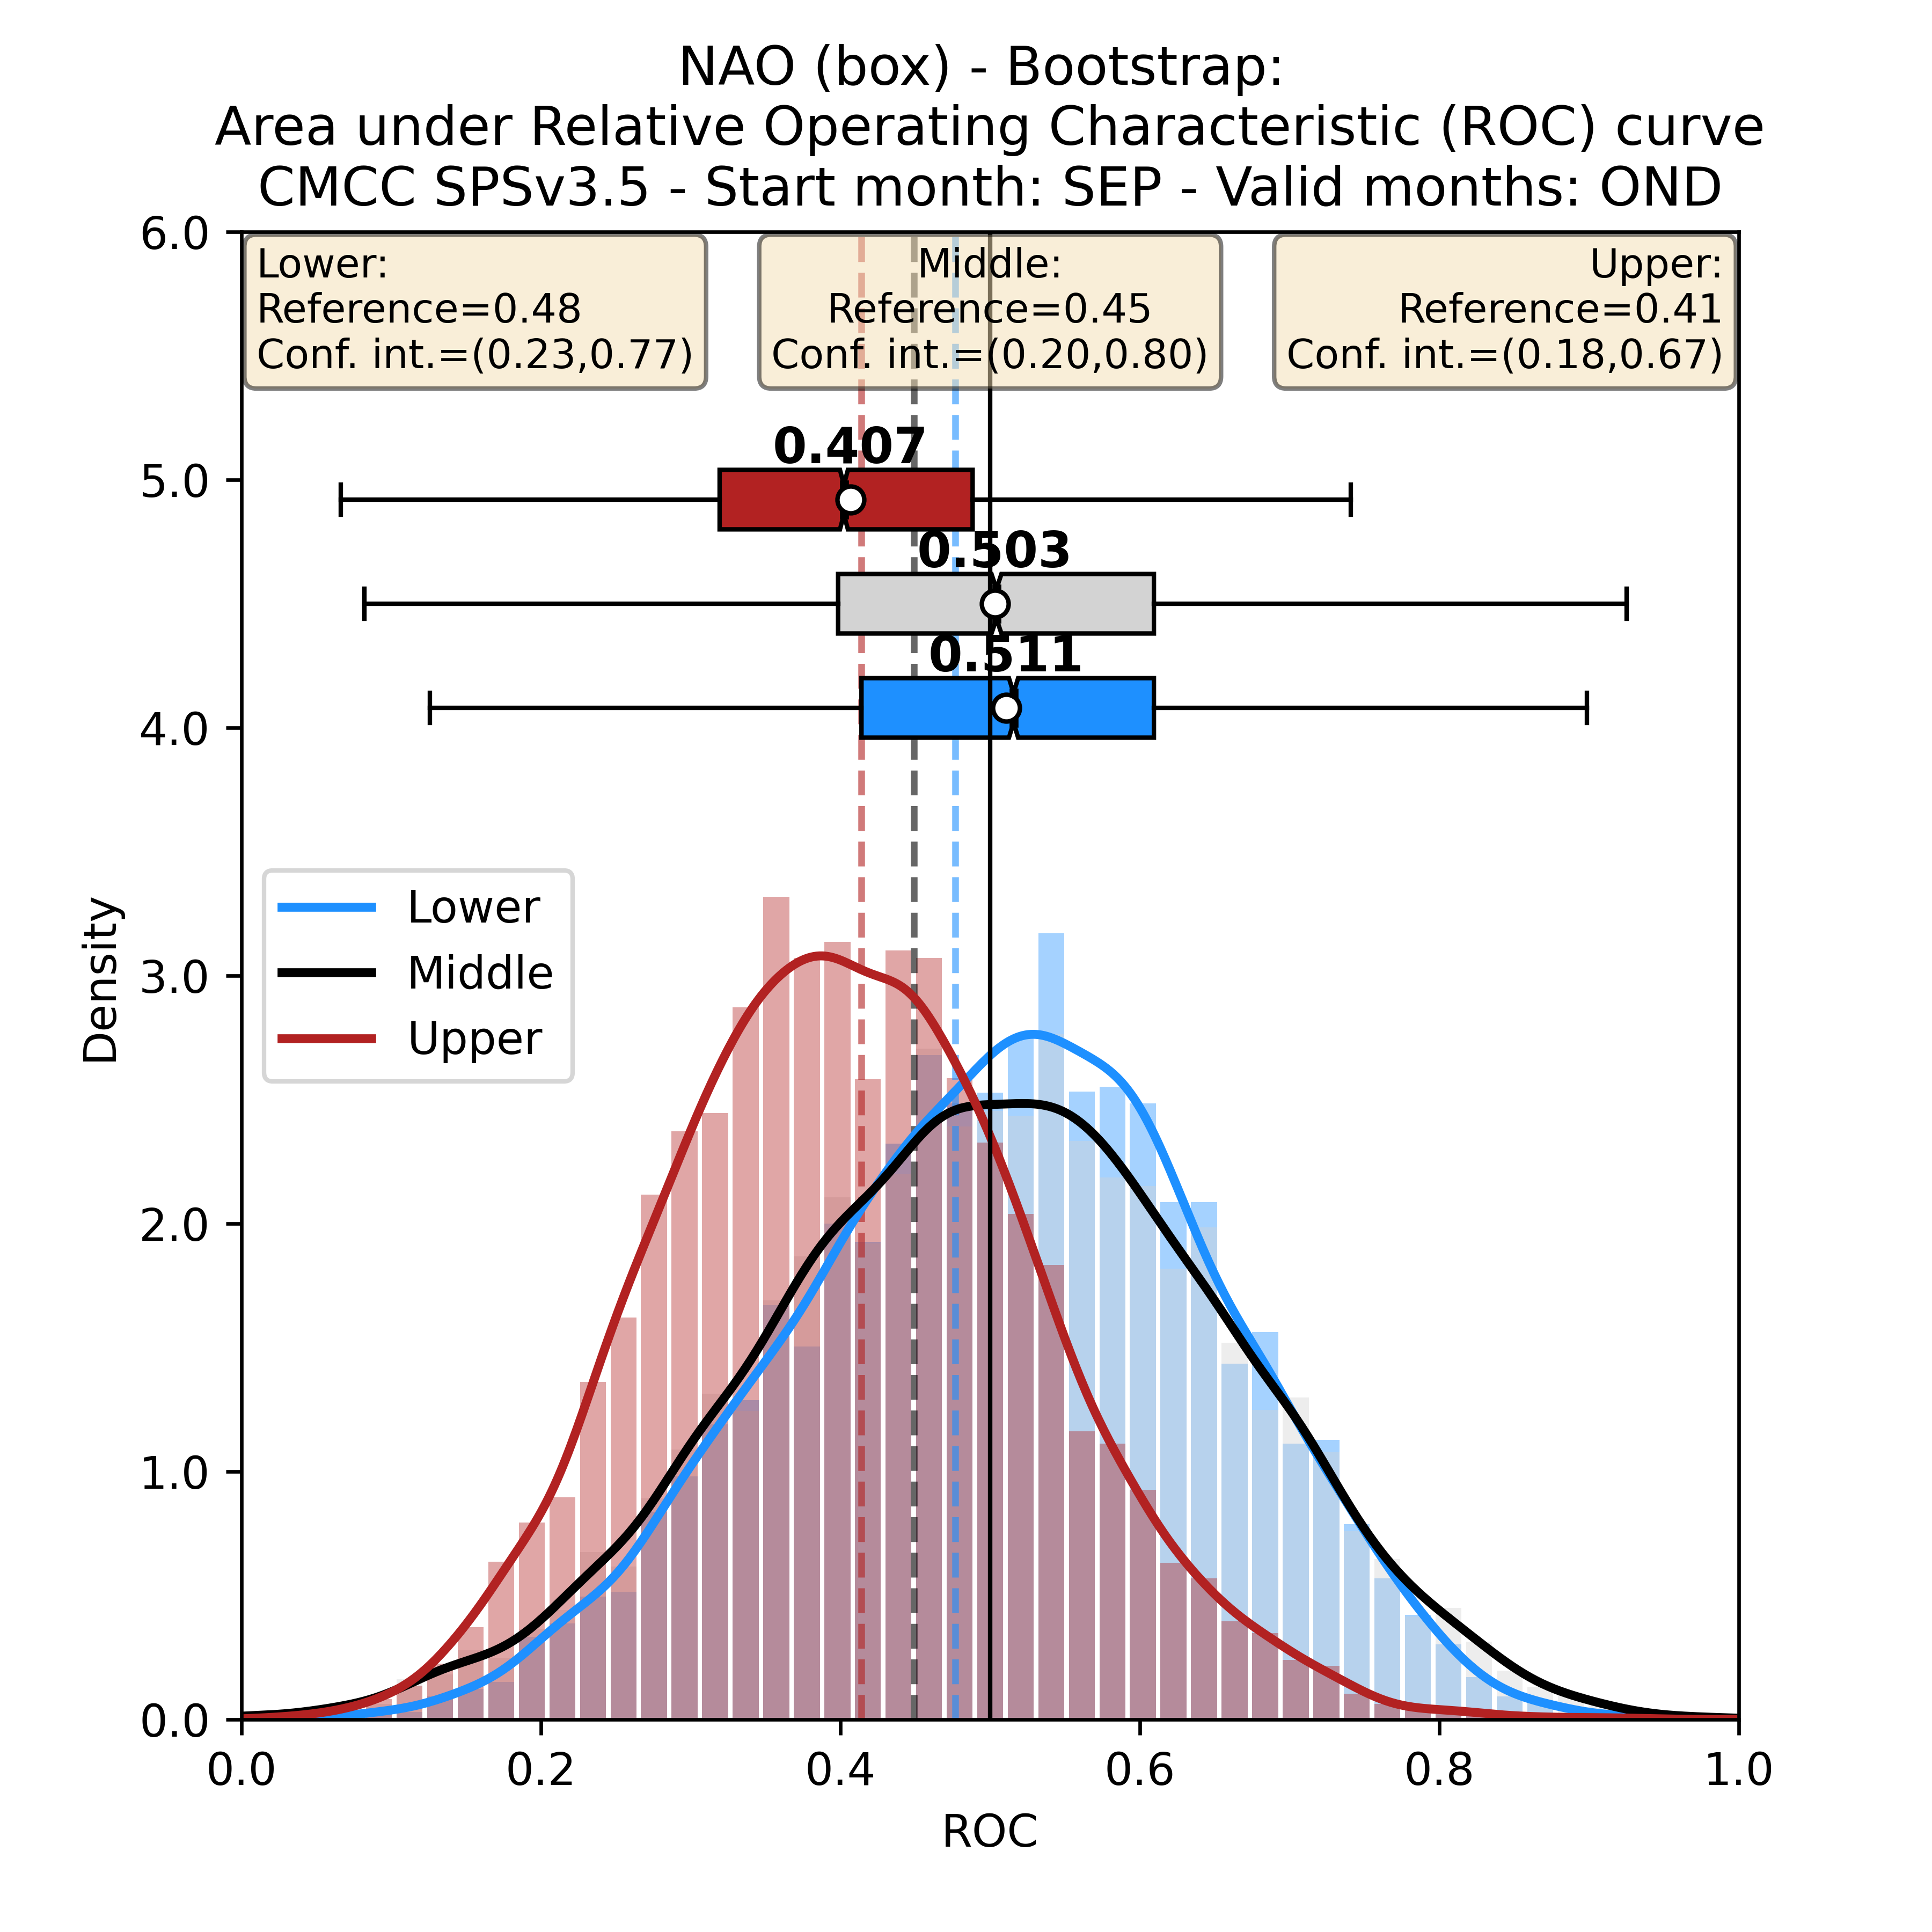 NAO (box) - Bootstrap:
Area under Relative Operating Characteristic (ROC) curve
CMCC SPSv3.5 - Start month: SEP - Valid months: OND
Lower:
Reference=0.48
Conf. int.=(0.23,0.77)
Middle:
Reference=0.45
Conf. int.=(0.20,0.80)
Upper:
Reference=0.41
Conf. int.=(0.18,0.67)
0.407
0.503
0.511
Lower
Middle
Upper
Density
6.0
5.0
4.0
3.0
2.0
1.0
0.0
0.0
0.2
0.4
0.6
0.8
1.0
ROC